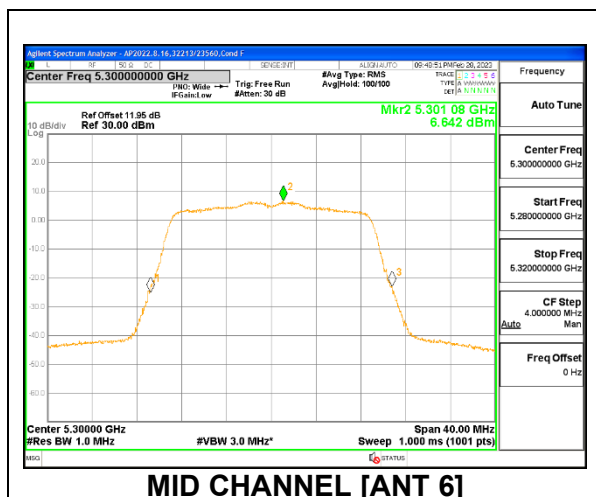 Agilent Spectrum Analyzer - AP2022.8.16,32213/23560,Cond F
L RF 50 Ω DC SENSE:INT ALIGN AUTO 09:48:51 PM Feb 28, 2023
Center Freq 5.300000000 GHz
PNO: Wide
IFGain:Low
Trig: Free Run
#Atten: 30 dB
#Avg Type: RMS
Avg|Hold: 100/100
TRACE 1 2 3 4 5 6
TYPE
DET A N N N N N
Ref Offset 11.95 dB
Ref 30.00 dBm
10 dB/div
Log
Mkr2 5.301 08 GHz
6.642 dBm
20.0
10.0
0.00
-10.0
-20.0
-30.0
-40.0
-50.0
-60.0
1
2
3
Center 5.30000 GHz
Span 40.00 MHz
#Res BW 1.0 MHz
#VBW 3.0 MHz*
Sweep 1.000 ms (1001 pts)
MSG
STATUS
Frequency
Auto Tune
Center Freq
5.300000000 GHz
Start Freq
5.280000000 GHz
Stop Freq
5.320000000 GHz
CF Step
4.000000 MHz
Auto Man
Freq Offset
0 Hz
MID CHANNEL [ANT 6]